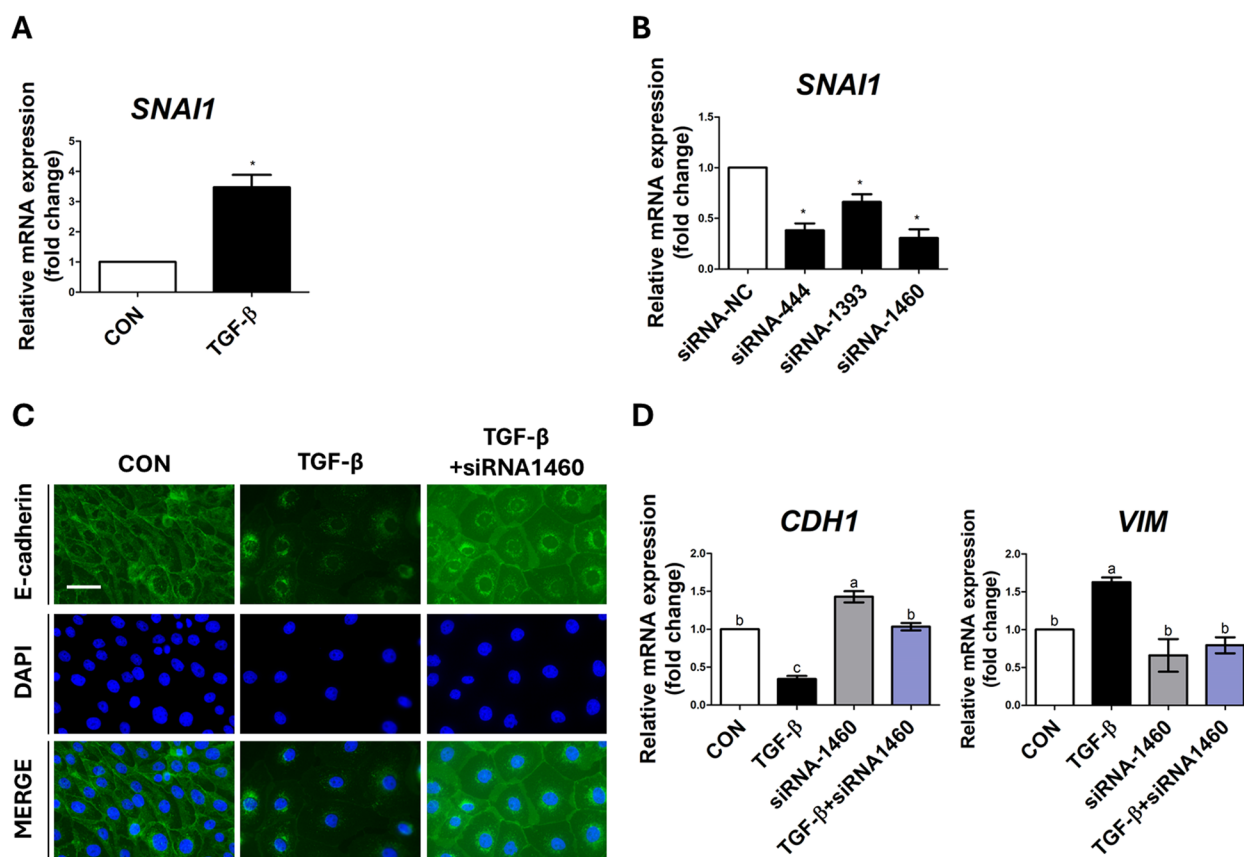 A
SNAI1
Relative mRNA expression
(fold change)
5
4
3
2
1
0
*
CON
TGF-β
B
SNAI1
Relative mRNA expression
(fold change)
1.5
1.0
0.5
0.0
*
*
*
siRNA-NC
siRNA-444
siRNA-1393
siRNA-1460
C
CON
TGF-β
TGF-β
+siRNA1460
E-cadherin
DAPI
MERGE
D
CDH1
Relative mRNA expression
(fold change)
2.0
1.5
1.0
0.5
0.0
b
c
a
b
CON
TGF-β
siRNA-1460
TGF-β+siRNA1460
VIM
Relative mRNA expression
(fold change)
2.0
1.5
1.0
0.5
0.0
b
a
b
b
CON
TGF-β
siRNA-1460
TGF-β+siRNA1460